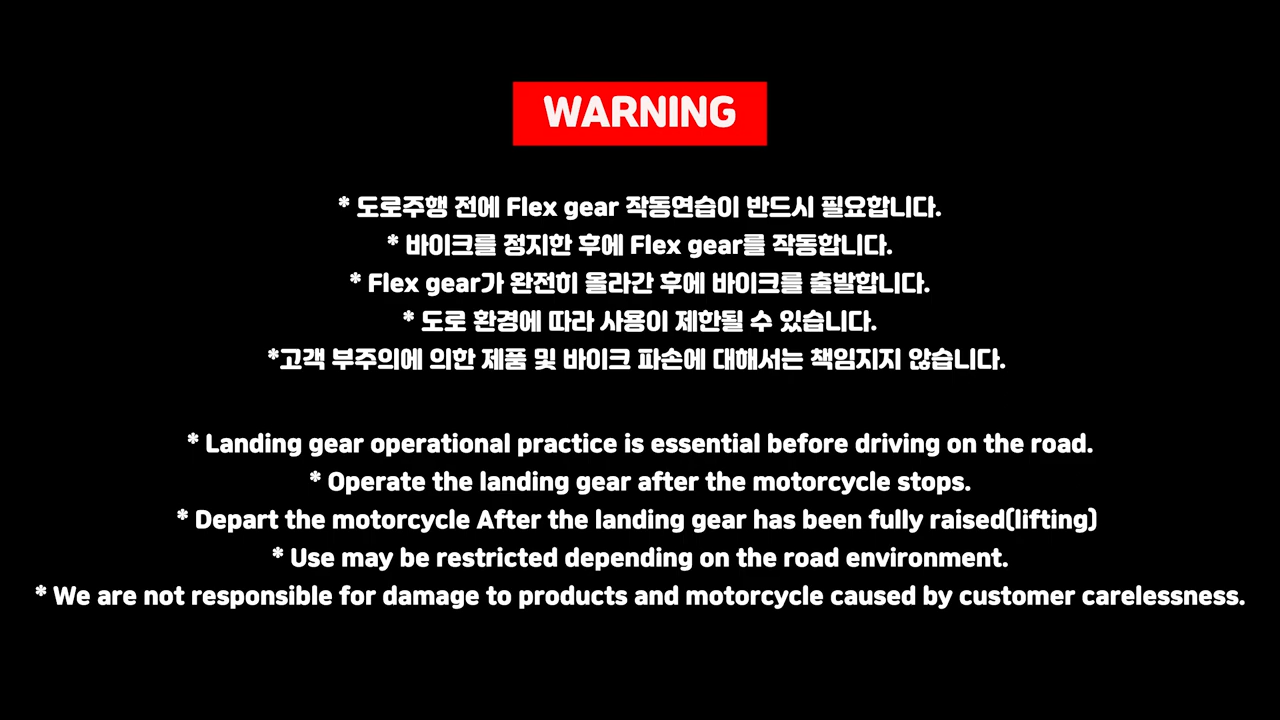 WARNING
* 도로주행 전에 Flex gear 작동연습이 반드시 필요합니다.
* 바이크를 정지한 후에 Flex gear를 작동합니다.
* Flex gear가 완전히 올라간 후에 바이크를 출발합니다.
* 도로 환경에 따라 사용이 제한될 수 있습니다.
*고객 부주의에 의한 제품 및 바이크 파손에 대해서는 책임지지 않습니다.
* Landing gear operational practice is essential before driving on the road.
* Operate the landing gear after the motorcycle stops.
* Depart the motorcycle After the landing gear has been fully raised(lifting)
* Use may be restricted depending on the road environment.
* We are not responsible for damage to products and motorcycle caused by customer carelessness.